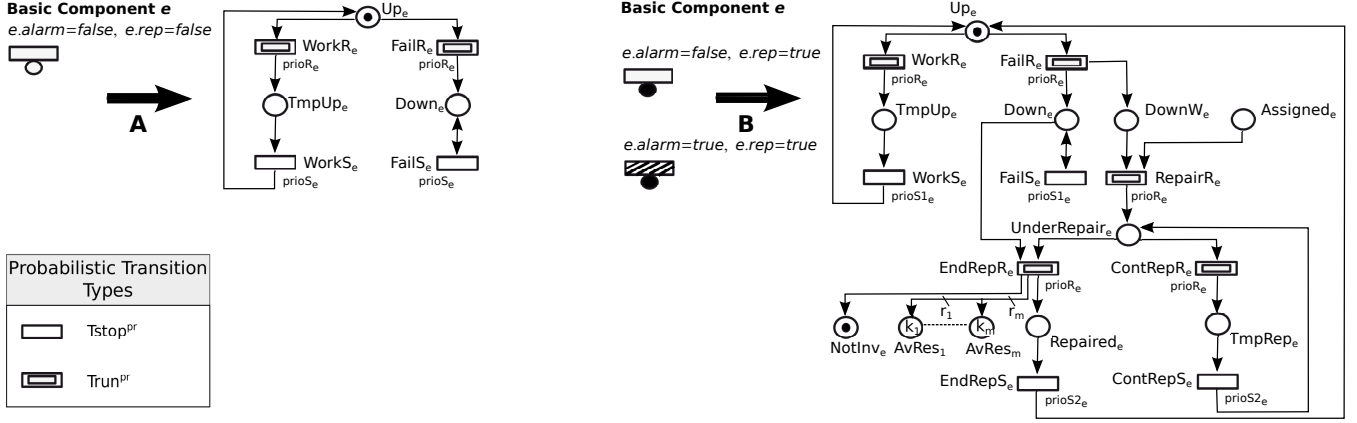 Basic Component e
e.alarm=false, e.rep=false
A
Up_e
WorkR_e
prioR_e
FailR_e
prioR_e
TmpUp_e
Down_e
WorkS_e
prioS_e
FailS_e
prioS_e
Probabilistic Transition
Types
Tstop^pr
Trun^pr
Basic Component e
e.alarm=false, e.rep=true
B
e.alarm=true, e.rep=true
Up_e
WorkR_e
prioR_e
FailR_e
prioR_e
TmpUp_e
Down_e
DownW_e
Assigned_e
WorkS_e
prioS1_e
FailS_e
prioS1_e
RepairR_e
prioR_e
UnderRepair_e
EndRepR_e
prioR_e
ContRepR_e
prioR_e
r_1
r_m
k_1
k_m
NotInv_e
AvRes_1
AvRes_m
Repaired_e
TmpRep_e
EndRepS_e
prioS2_e
ContRepS_e
prioS2_e